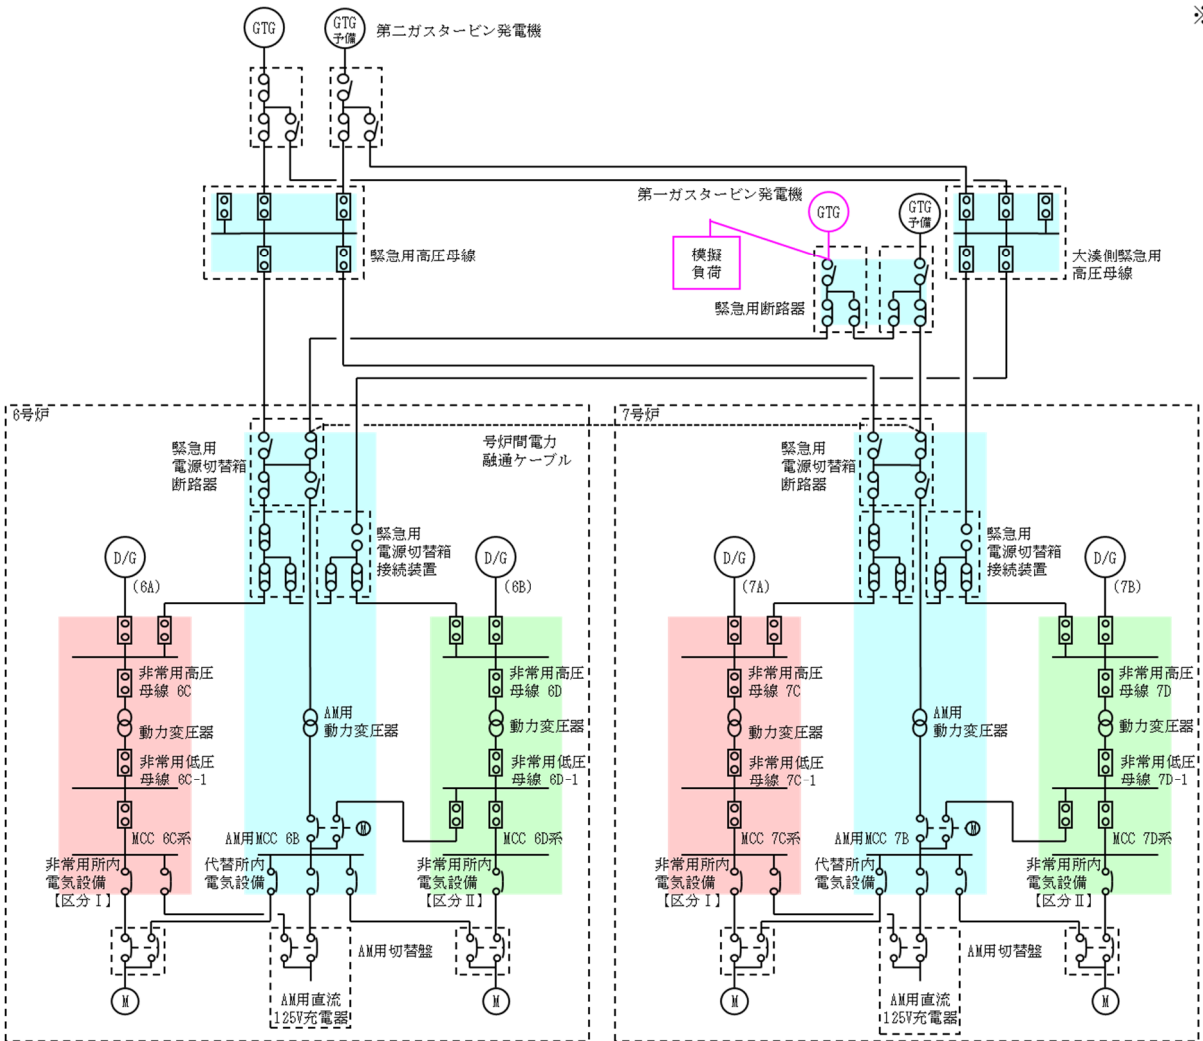 ※
GTG
GTG
予備
第二ガスタービン発電機
第一ガスタービン発電機
GTG
GTG
予備
模擬
負荷
緊急用断路器
緊急用高圧母線
大湊側緊急用
高圧母線
6号炉
緊急用
電源切替箱
断路器
号炉間電力
融通ケーブル
緊急用
電源切替箱
接続装置
D/G
(6A)
D/G
(6B)
非常用高圧
母線 6C
動力変圧器
非常用低圧
母線 6C-1
MCC 6C系
AM用
動力変圧器
非常用高圧
母線 6D
動力変圧器
非常用低圧
母線 6D-1
MCC 6D系
AM用MCC 6B
M
非常用所内
電気設備
【区分Ⅰ】
代替所内
電気設備
非常用所内
電気設備
【区分Ⅱ】
AM用切替盤
M
AM用直流
125V充電器
M
7号炉
緊急用
電源切替箱
断路器
緊急用
電源切替箱
接続装置
D/G
(7A)
D/G
(7B)
非常用高圧
母線 7C
動力変圧器
非常用低圧
母線 7C-1
MCC 7C系
AM用
動力変圧器
非常用高圧
母線 7D
動力変圧器
非常用低圧
母線 7D-1
MCC 7D系
AM用MCC 7B
M
非常用所内
電気設備
【区分Ⅰ】
代替所内
電気設備
非常用所内
電気設備
【区分Ⅱ】
AM用切替盤
M
AM用直流
125V充電器
M